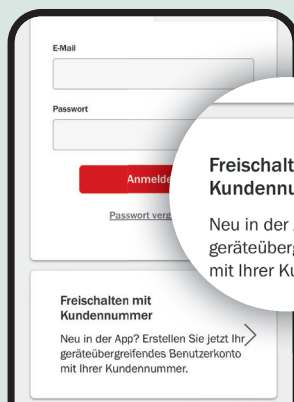 E-Mail
Passwort
Anmelde
Passwort verg
Freischalt
Kundennu
Neu in der
geräteüberg
mit Ihrer Ku
Freischalten mit
Kundennummer
Neu in der App? Erstellen Sie jetzt Ihr
geräteübergreifendes Benutzerkonto
mit Ihrer Kundennummer.